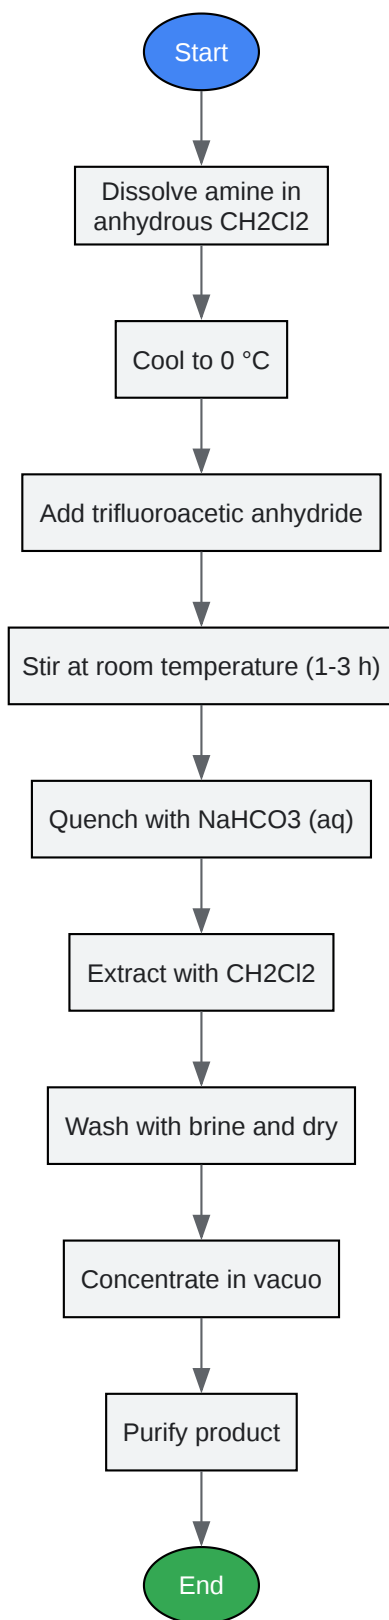 Start
Dissolve amine in
anhydrous CH2Cl2
Cool to 0 °C
Add trifluoroacetic anhydride
Stir at room temperature (1-3 h)
Quench with NaHCO3 (aq)
Extract with CH2Cl2
Wash with brine and dry
Concentrate in vacuo
Purify product
End